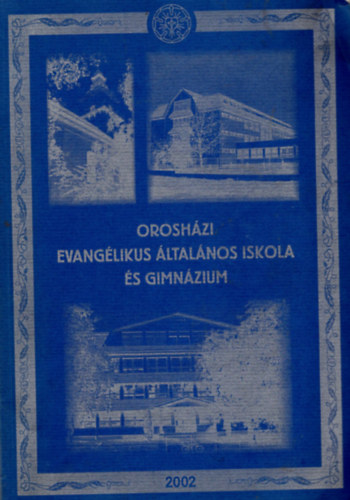 OROSHÁZI
EVANGÉLIKUS ÁLTALÁNOS ISKOLA
ÉS GIMNÁZIUM
2002